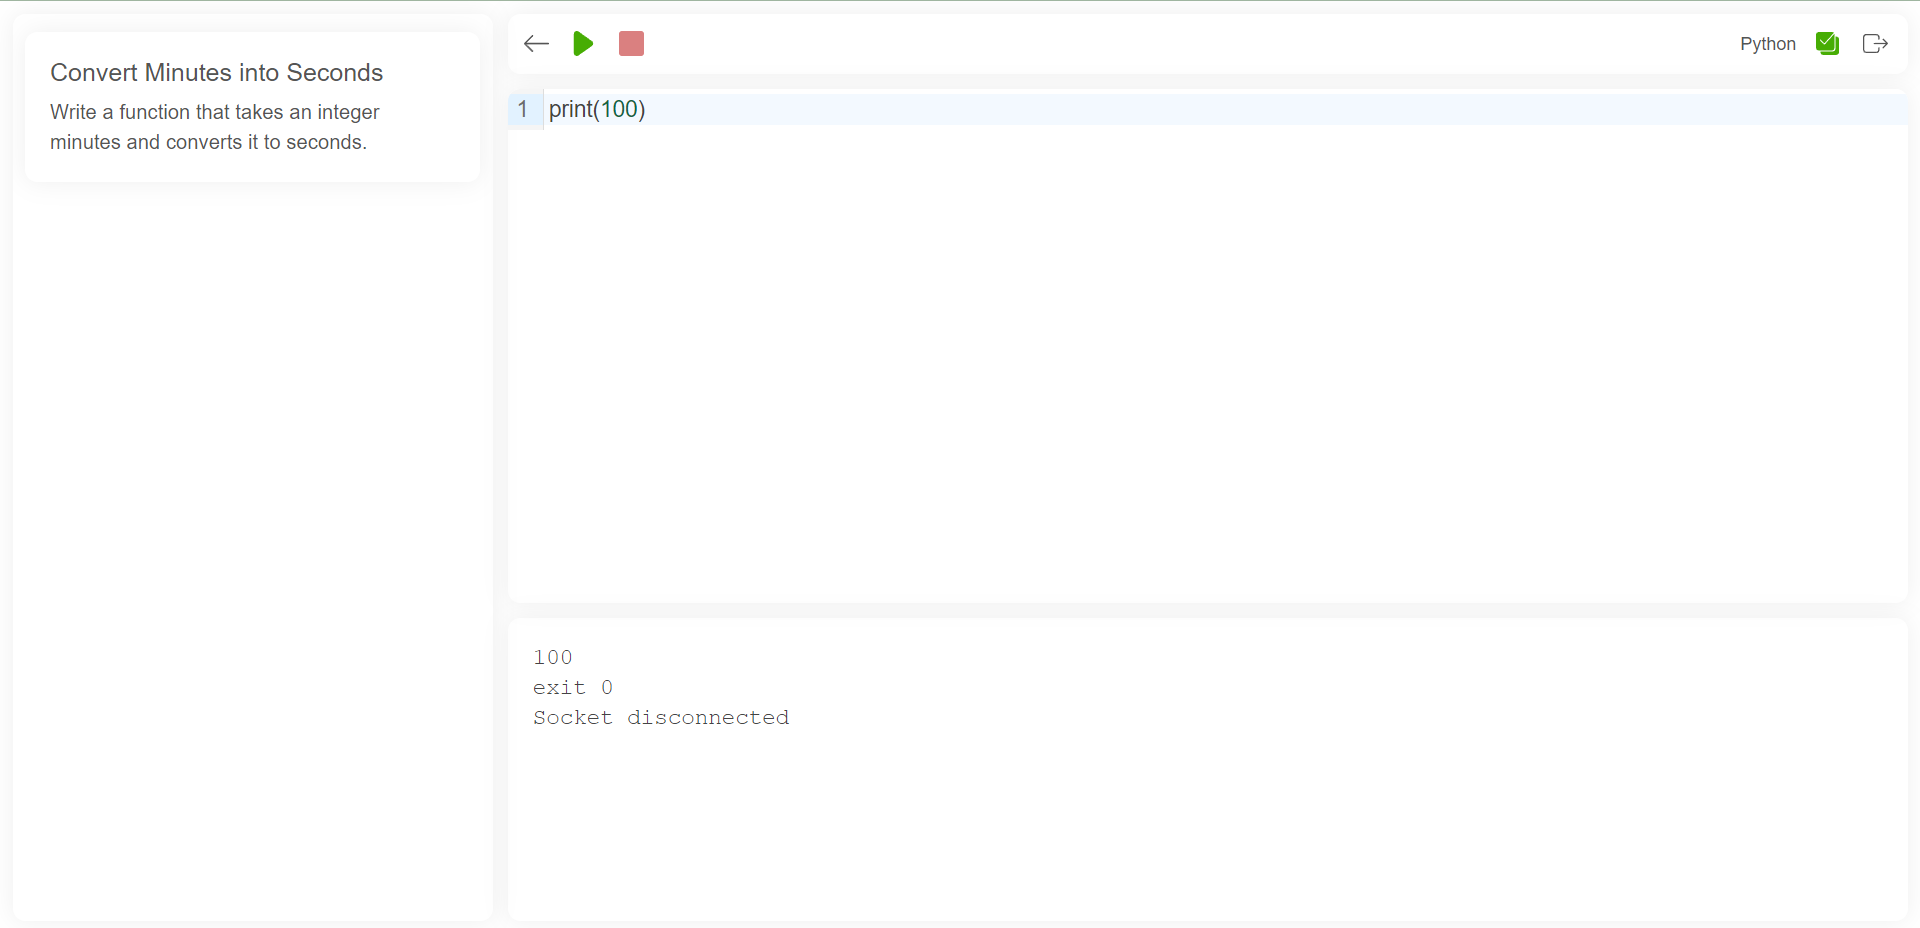 Convert Minutes into Seconds
Write a function that takes an integer
minutes and converts it to seconds.
Python
1 print(100)
100
exit 0
Socket disconnected